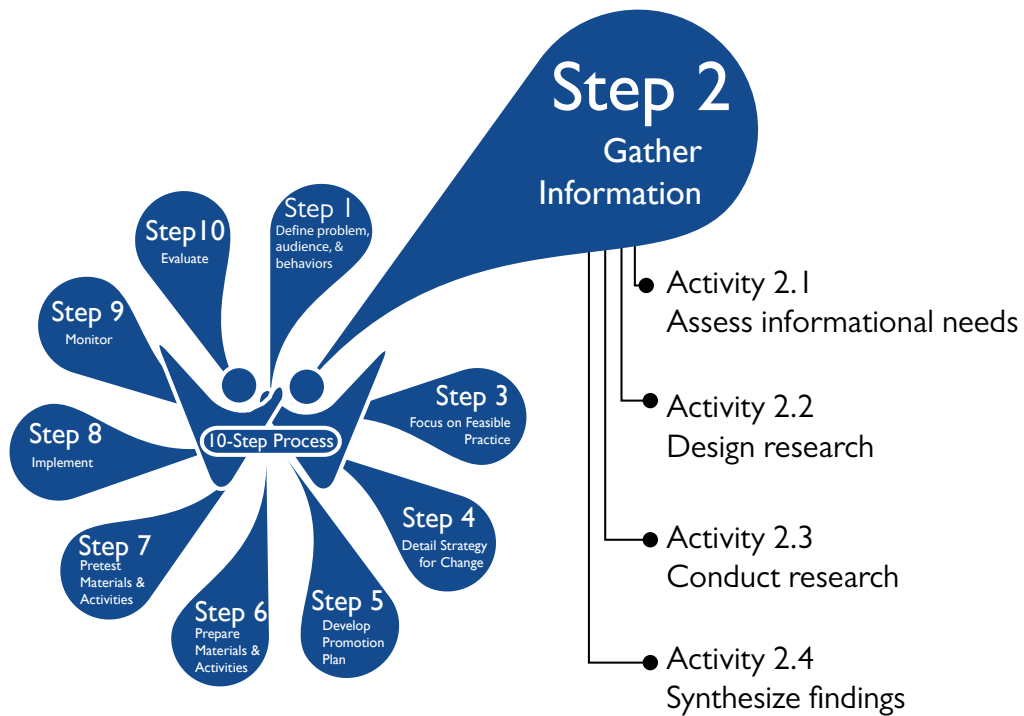 Step 2
Gather
Information
Step 1
Define problem,
audience, &
behaviors
Step10
Evaluate
Step 9
Monitor
Step 8
Implement
Step 7
Pretest
Materials &
Activities
Step 6
Prepare
Materials &
Activities
Step 5
Develop
Promotion
Plan
Step 4
Detail Strategy
for Change
Step 3
Focus on Feasible
Practice
10-Step Process
Activity 2.1
Assess informational needs
Activity 2.2
Design research
Activity 2.3
Conduct research
Activity 2.4
Synthesize findings